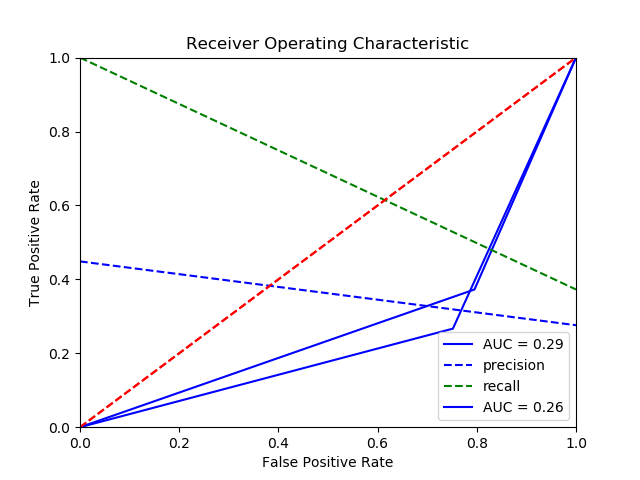 Receiver Operating Characteristic
True Positive Rate
1.0
0.8
0.6
0.4
0.2
0.0
AUC = 0.29
precision
recall
AUC = 0.26
0.0 0.2 0.4 0.6 0.8 1.0
False Positive Rate